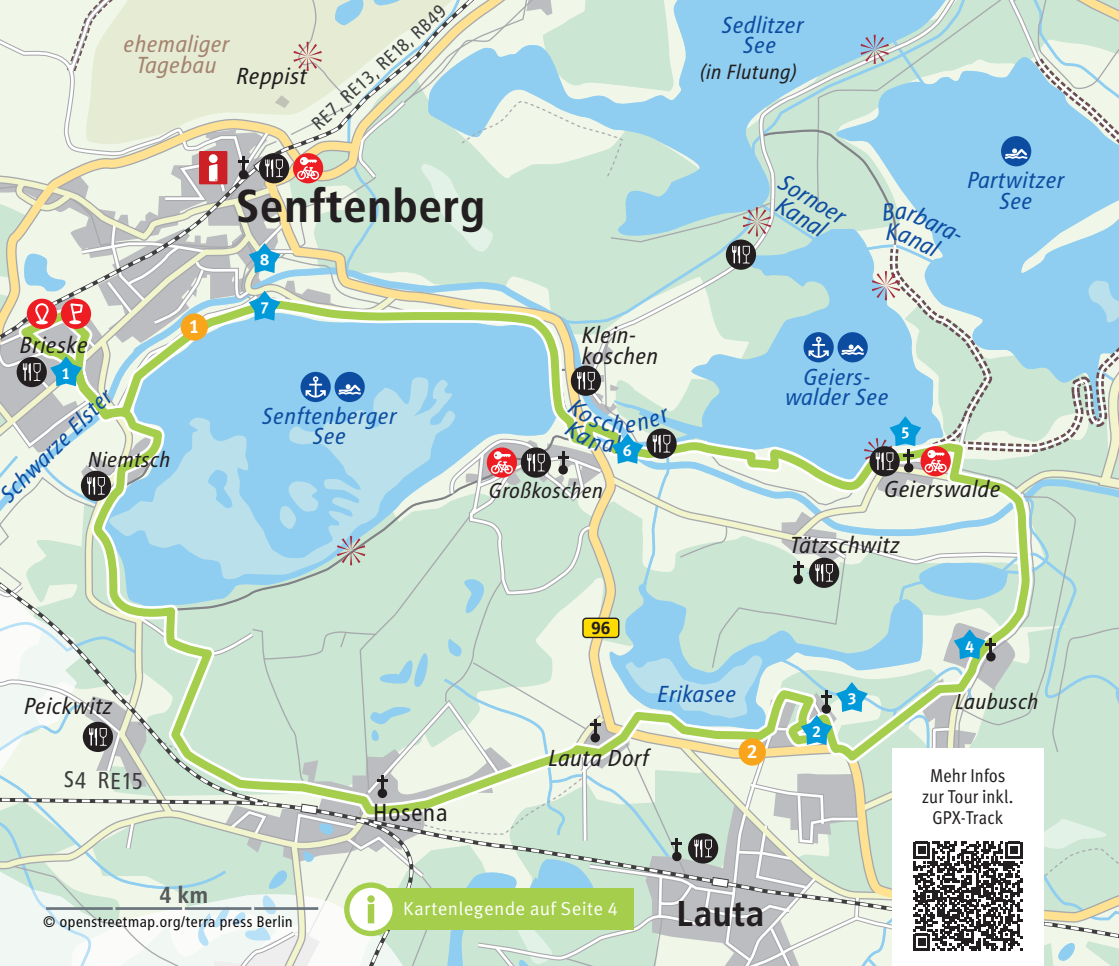 Sedlitzer
See
(in Flutung)
ehemaliger
Tagebau
Reppist
RE7, RE13, RE18, RB49
Partwitzer
See
Sornoer
Kanal
Barbara-
Kanal
i
Senftenberg
8
7
1
Brieske
1
Klein-
koschen
Geiers-
walder See
Senftenberger
See
Schwarze Elster
Koschener
Kanal
6
5
Niemtsch
Großkoschen
Geierswalde
Tätzschwitz
96
4
Erikasee
3
Laubusch
Peickwitz
2
2
Lauta Dorf
S4 RE15
Hosena
Mehr Infos
zur Tour inkl.
GPX-Track
4 km
© openstreetmap.org/terra press Berlin
i
Kartenlegende auf Seite 4
Lauta